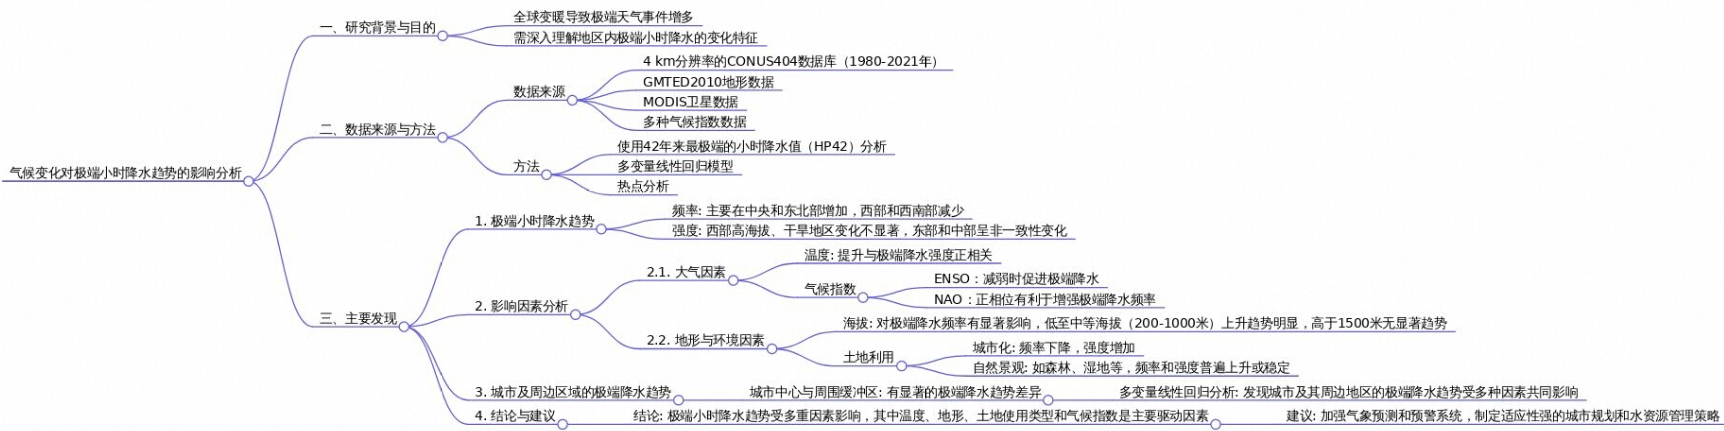 气候变化对极端小时降水趋势的影响分析
一、研究背景与目的
全球变暖导致极端天气事件增多
需深入理解地区内极端小时降水的变化特征
二、数据来源与方法
数据来源
4 km分辨率的CONUS404数据库（1980-2021年）
GMTED2010地形数据
MODIS卫星数据
多种气候指数数据
方法
使用42年来最极端的小时降水值（HP42）分析
多变量线性回归模型
热点分析
三、主要发现
1. 极端小时降水趋势
频率: 主要在中央和东北部增加，西部和西南部减少
强度: 西部高海拔、干旱地区变化不显著，东部和中部呈非一致性变化
2. 影响因素分析
2.1. 大气因素
温度: 提升与极端降水强度正相关
气候指数
ENSO：减弱时促进极端降水
NAO：正相位有利于增强极端降水频率
2.2. 地形与环境因素
海拔: 对极端降水频率有显著影响，低至中等海拔（200-1000米）上升趋势明显，高于1500米无显著趋势
土地利用
城市化: 频率下降，强度增加
自然景观: 如森林、湿地等，频率和强度普遍上升或稳定
3. 城市及周边区域的极端降水趋势
城市中心与周围缓冲区: 有显著的极端降水趋势差异
多变量线性回归分析: 发现城市及其周边地区的极端降水趋势受多种因素共同影响
4. 结论与建议
结论: 极端小时降水趋势受多重因素影响，其中温度、地形、土地使用类型和气候指数是主要驱动因素
建议: 加强气象预测和预警系统，制定适应性强的城市规划和水资源管理策略